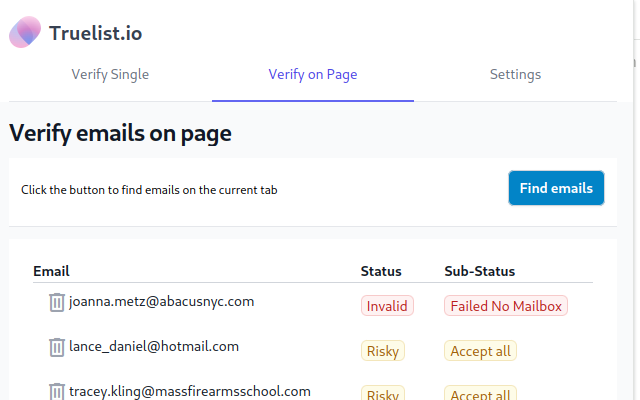 Truelist.io
Verify Single Verify on Page Settings
Verify emails on page
Click the button to find emails on the current tab Find emails
Email Status Sub-Status
joanna.metz@abacusnyc.com Invalid Failed No Mailbox
lance_daniel@hotmail.com Risky Accept all
tracey.kling@massfirearmsschool.com Risky Accept all